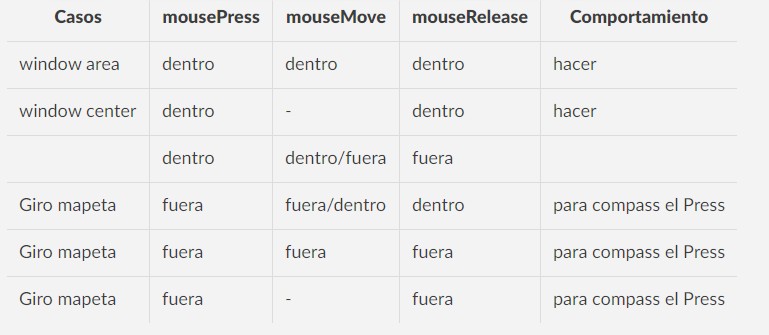 Casos mousePress mouseMove mouseRelease Comportamiento
window area dentro dentro dentro hacer
window center dentro - dentro hacer
dentro dentro/fuera fuera
Giro mapeta fuera fuera/dentro dentro para compass el Press
Giro mapeta fuera fuera fuera para compass el Press
Giro mapeta fuera - fuera para compass el Press